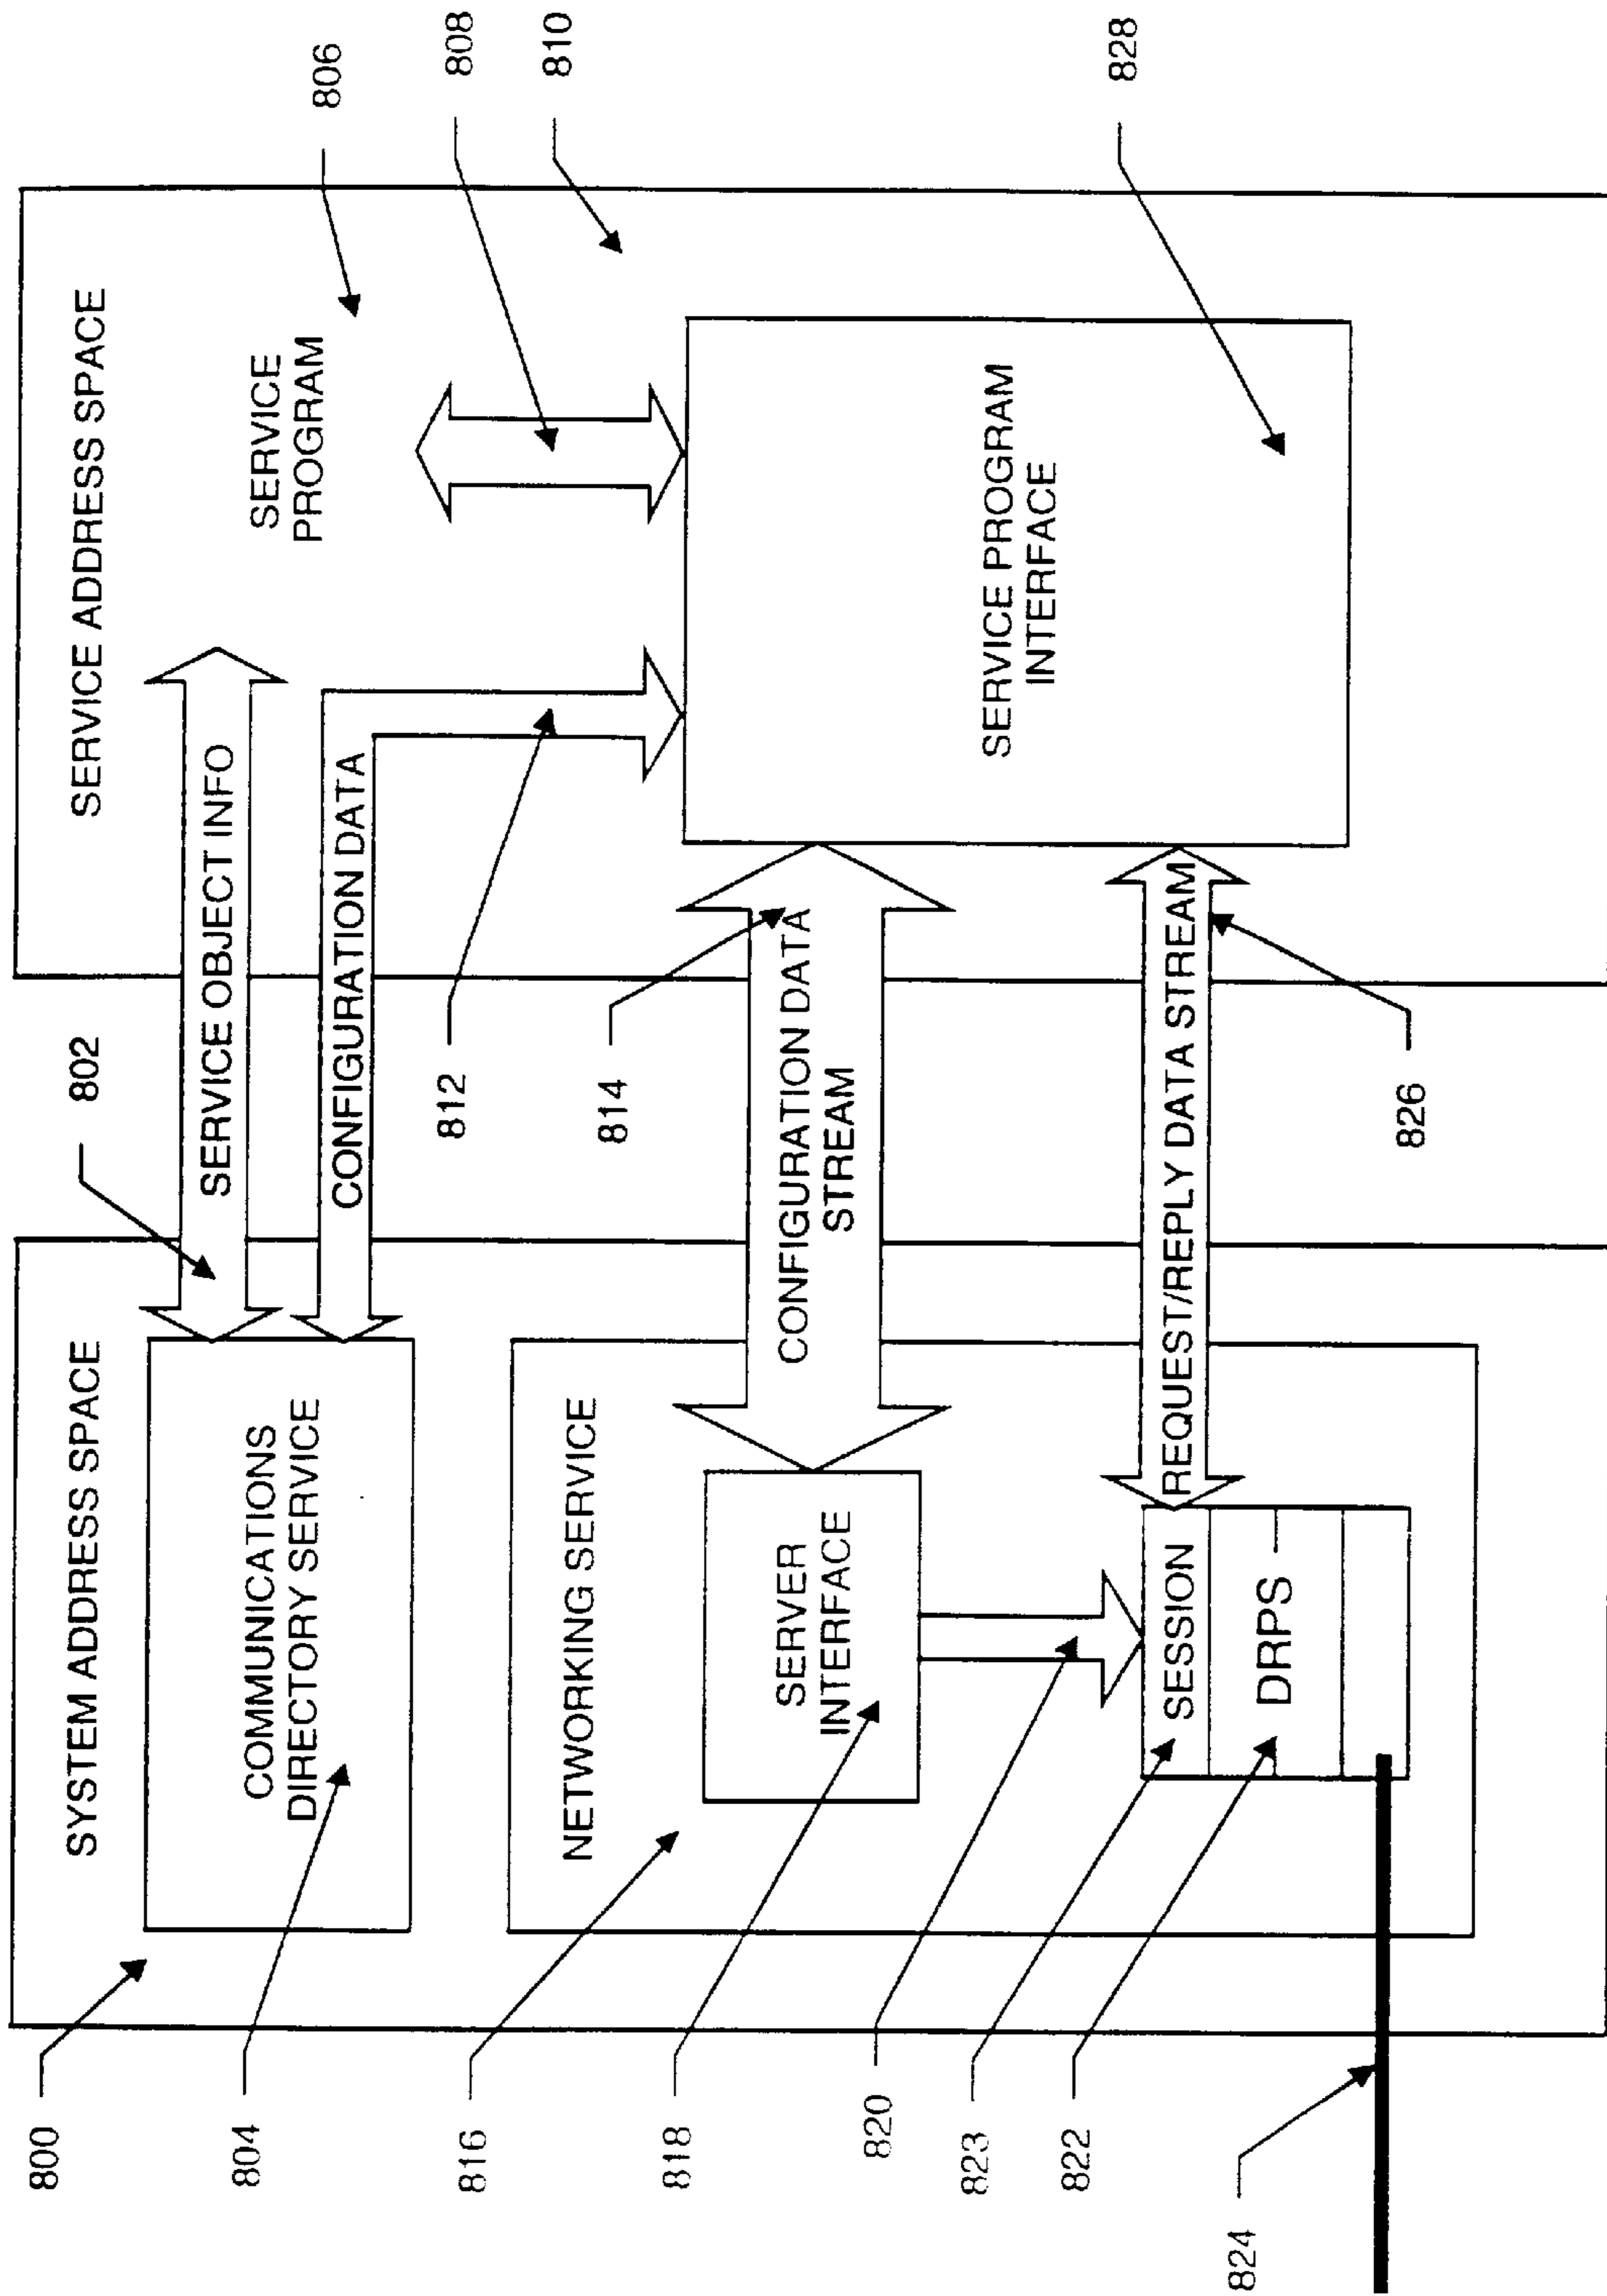 SYSTEM ADDRESS SPACE
SERVICE ADDRESS SPACE
COMMUNICATIONS
DIRECTORY SERVICE
SERVICE OBJECT INFO
CONFIGURATION DATA
SERVICE
PROGRAM
NETWORKING SERVICE
SERVER
INTERFACE
CONFIGURATION DATA
STREAM
SERVICE PROGRAM
INTERFACE
SESSION
REQUEST/REPLY DATA STREAM
DRPS
800
802
804
806
808
810
812
814
816
818
820
823
822
824
826
828